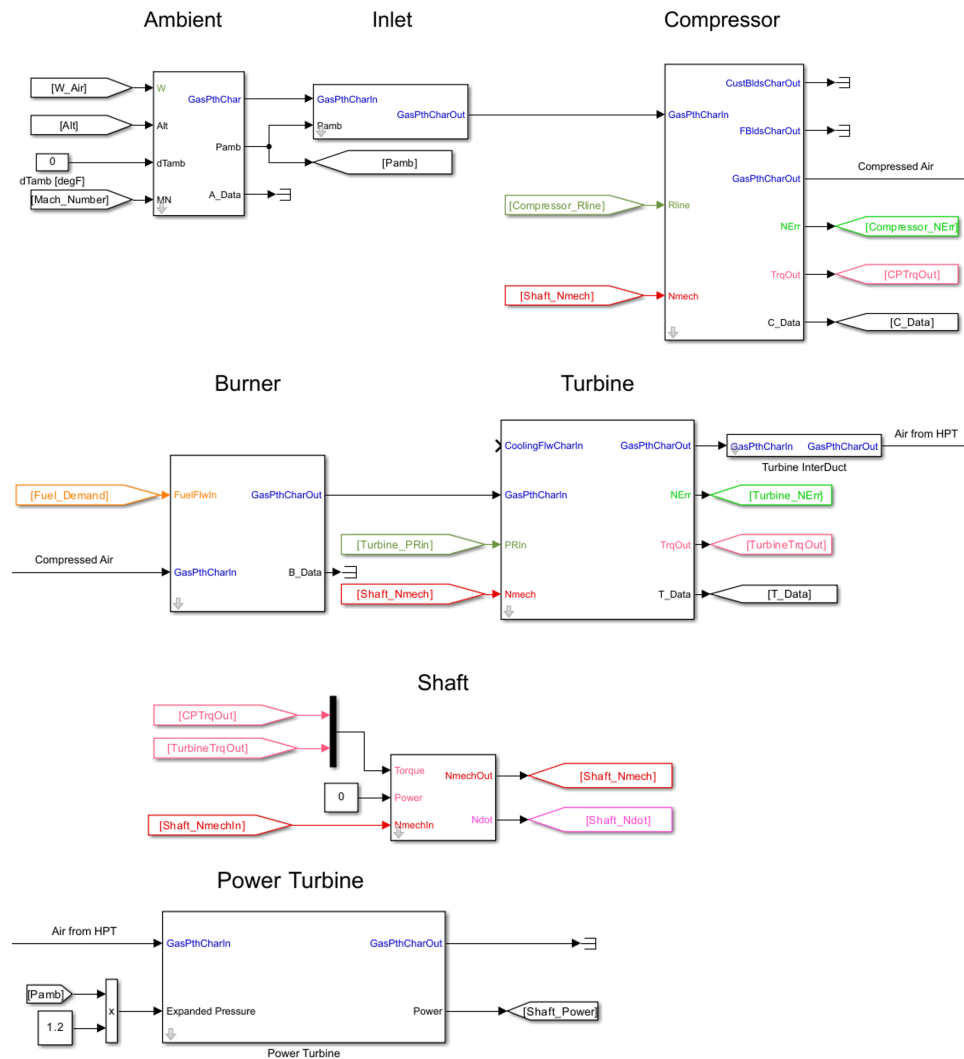 Ambient
Inlet
Compressor
[W_Air]
W
GasPthChar
GasPthCharIn
CustBldsCharOut
[Alt]
Alt
Pamb
GasPthCharOut
GasPthCharIn
FBldsCharOut
0
dTamb
Pamb
[Pamb]
GasPthCharOut
Compressed Air
dTamb [degF]
[Mach_Number]
MN
A_Data
[Compressor_Rline]
Rline
NErr
[Compressor_NErr]
TrqOut
[CPTrqOut]
[Shaft_Nmech]
Nmech
C_Data
[C_Data]
Burner
Turbine
CoolingFlwCharIn
GasPthCharOut
GasPthCharIn
GasPthCharOut
Air from HPT
Turbine InterDuct
[Fuel_Demand]
FuelFlwIn
GasPthCharOut
GasPthCharIn
NErr
[Turbine_NErr]
[Turbine_PRin]
PRIn
TrqOut
[TurbineTrqOut]
Compressed Air
GasPthCharIn
B_Data
[Shaft_Nmech]
Nmech
T_Data
[T_Data]
Shaft
[CPTrqOut]
[TurbineTrqOut]
Torque
NmechOut
[Shaft_Nmech]
0
Power
[Shaft_NmechIn]
NmechIn
Ndot
[Shaft_Ndot]
Power Turbine
Air from HPT
GasPthCharIn
GasPthCharOut
[Pamb]
x
Expanded Pressure
Power
[Shaft_Power]
1.2
Power Turbine